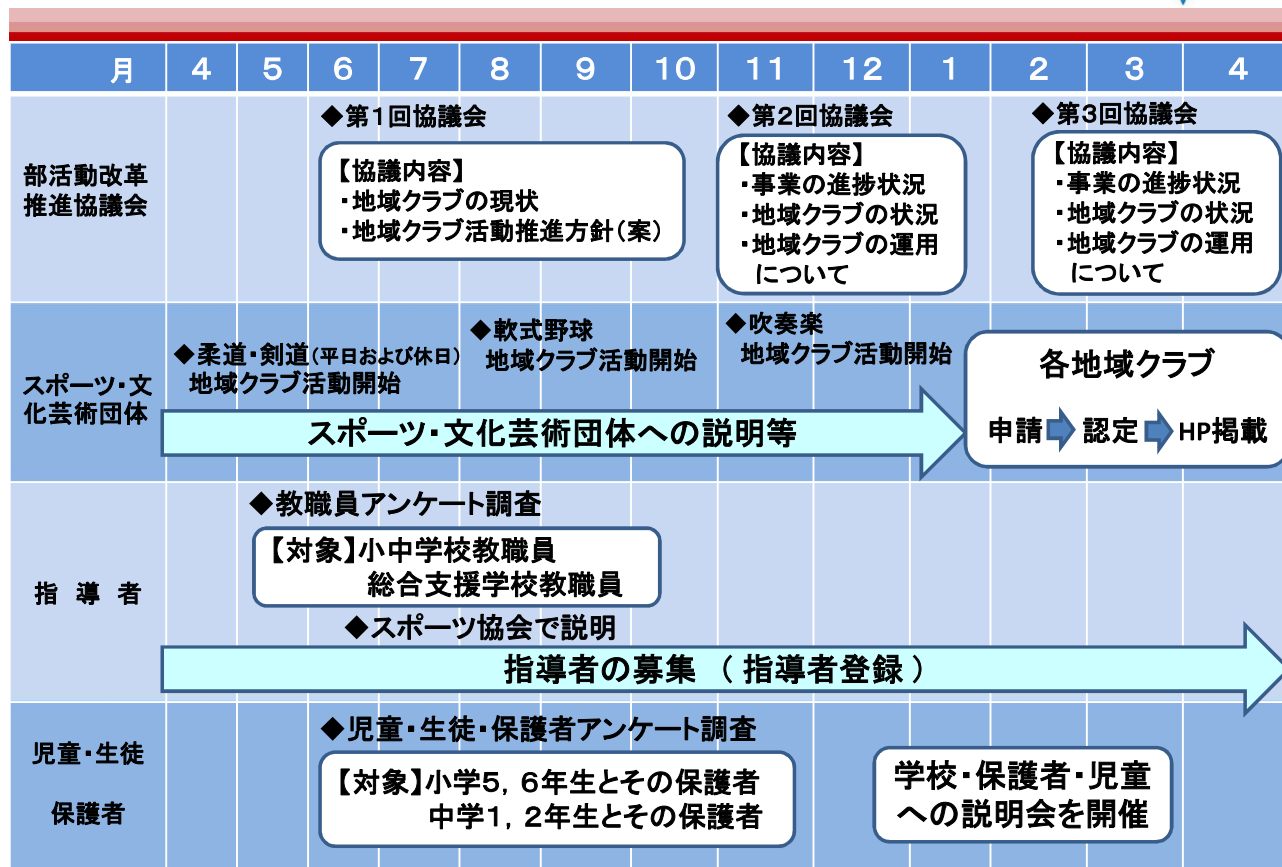 月 4 5 6 7 8 9 10 11 12 1 2 3 4
部活動改革
推進協議会
◆第1回協議会
【協議内容】
・地域クラブの現状
・地域クラブ活動推進方針(案)
◆第2回協議会
【協議内容】
・事業の進捗状況
・地域クラブの状況
・地域クラブの運用
について
◆第3回協議会
【協議内容】
・事業の進捗状況
・地域クラブの状況
・地域クラブの運用
について
スポーツ・文
化芸術団体
◆柔道・剣道(平日および休日)
地域クラブ活動開始
◆軟式野球
地域クラブ活動開始
◆吹奏楽
地域クラブ活動開始
スポーツ・文化芸術団体への説明等
各地域クラブ
申請 認定 HP掲載
指 導 者
◆教職員アンケート調査
【対象】小中学校教職員
総合支援学校教職員
◆スポーツ協会で説明
指導者の募集 (指導者登録)
児童・生徒
保護者
◆児童・生徒・保護者アンケート調査
【対象】小学5,6年生とその保護者
中学1,2年生とその保護者
学校・保護者・児童
への説明会を開催